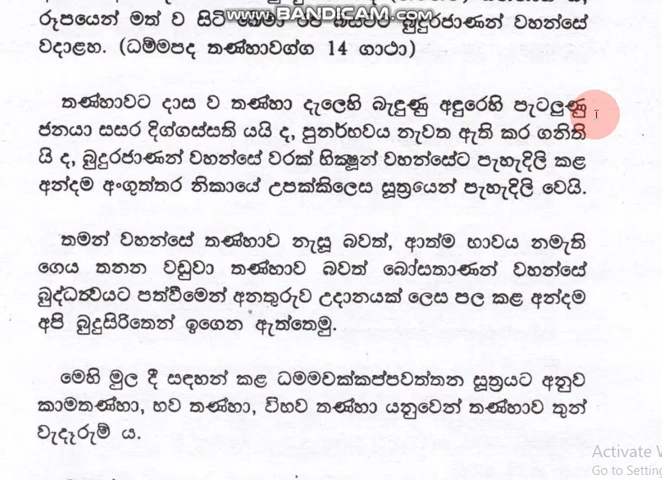 WWW.BANDICAM.COM
රූපයෙන් මත් ව සිටි
බුදුරජාණන් වහන්සේ
වදාළහ. (ධම්මපද තණ්හාවග්ග 14 ගාථා)
තණ්හාවට දාස ව තණ්හා දැලෙහි බැඳුණු අඳුරෙහි පැටලුණු
ජනයා සසර දිග්ගස්සති යයි ද, පුනර්භවය නැවත ඇති කර ගනිති
යි ද, බුදුරජාණන් වහන්සේ වරක් භික්‍ෂූන් වහන්සේට පැහැදිලි කළ
අන්දම අංගුත්තර නිකායේ උපක්කිලෙස සූත්‍රයෙන් පැහැදිලි වෙයි.
තමන් වහන්සේ තණ්හාව නැසූ බවත්, ආත්ම භාවය නමැති
ගෙය තනන වඩුවා තණ්හාව බවත් බෝසතාණන් වහන්සේ
බුද්ධත්‍වයට පත්වීමෙන් අනතුරුව උදානයක් ලෙස පල කළ අන්දම
අපි බුදුසිරිතෙන් ඉගෙන ඇත්තෙමු.
මෙහි මුල දී සඳහන් කළ ධම්මචක්කප්පවත්තන සූත්‍රයට අනුව
කාමතණ්හා, භව තණ්හා, විභව තණ්හා යනුවෙන් තණ්හාව තුන්
වැදෑරුම් ය.
Activate
Go to Setting